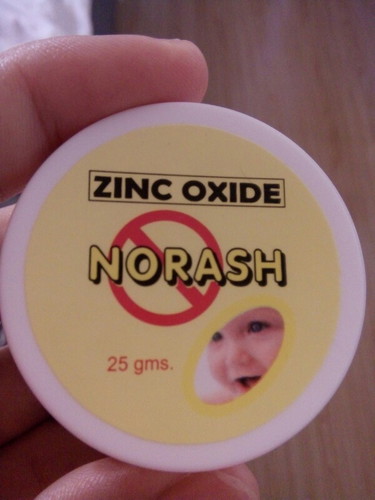 ZINC OXIDE
NORASH
25 gms.